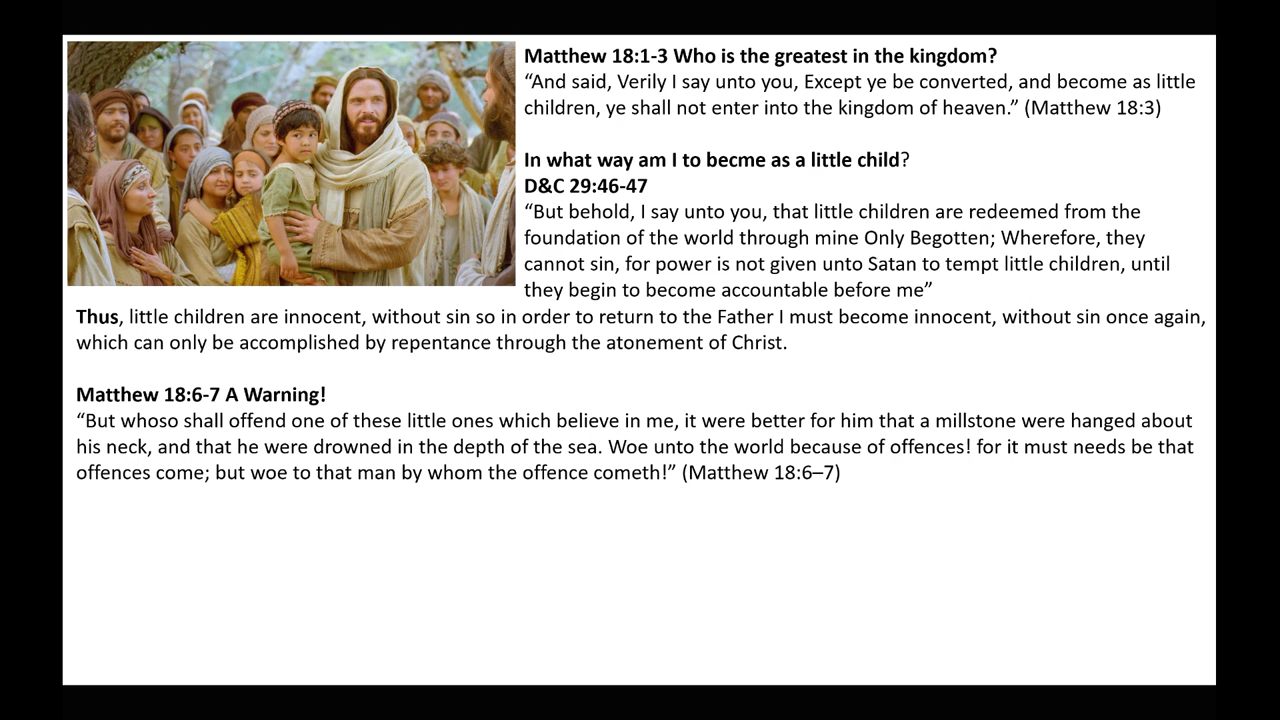 Matthew 18:1-3 Who is the greatest in the kingdom?
“And said, Verily I say unto you, Except ye be converted, and become as little
children, ye shall not enter into the kingdom of heaven.” (Matthew 18:3)
In what way am I to becme as a little child?
D&C 29:46-47
“But behold, I say unto you, that little children are redeemed from the
foundation of the world through mine Only Begotten; Wherefore, they
cannot sin, for power is not given unto Satan to tempt little children, until
they begin to become accountable before me”
Thus, little children are innocent, without sin so in order to return to the Father I must become innocent, without sin once again,
which can only be accomplished by repentance through the atonement of Christ.
Matthew 18:6-7 A Warning!
“But whoso shall offend one of these little ones which believe in me, it were better for him that a millstone were hanged about
his neck, and that he were drowned in the depth of the sea. Woe unto the world because of offences! for it must needs be that
offences come; but woe to that man by whom the offence cometh!” (Matthew 18:6–7)